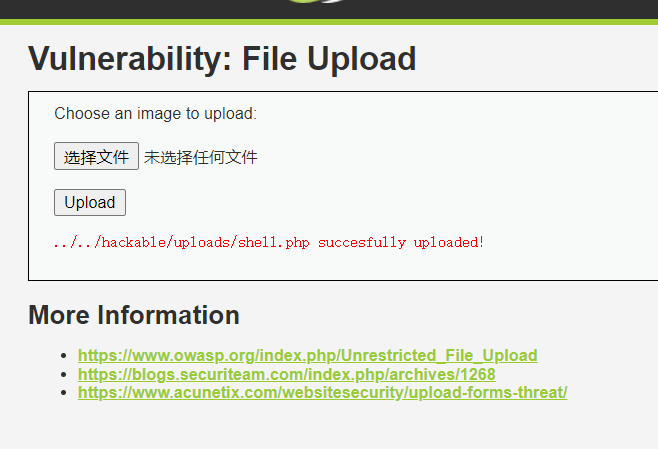 Vulnerability: File Upload
Choose an image to upload:
选择文件 未选择任何文件
Upload
../../hackable/uploads/shell.php succesfully uploaded!
More Information
https://www.owasp.org/index.php/Unrestricted_File_Upload
https://blogs.securiteam.com/index.php/archives/1268
https://www.acunetix.com/websitesecurity/upload-forms-threat/